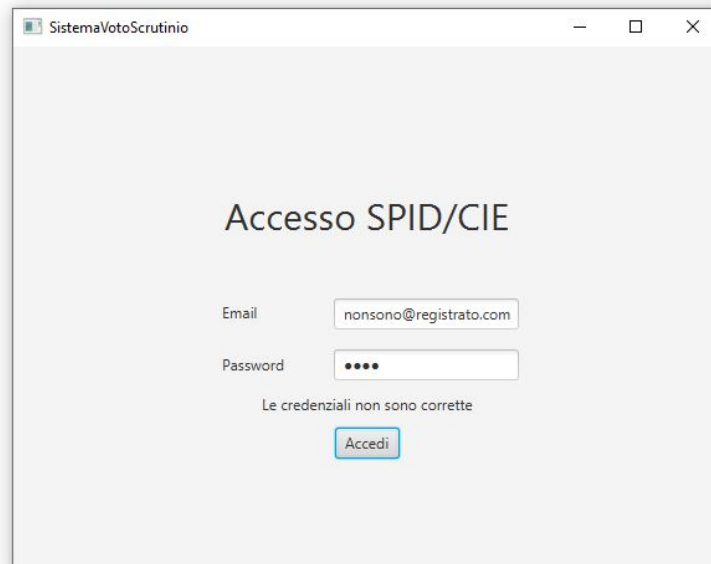 SistemaVotoScrutinio
Accesso SPID/CIE
Email nonsono@registrato.com
Password ••••
Le credenziali non sono corrette
Accedi